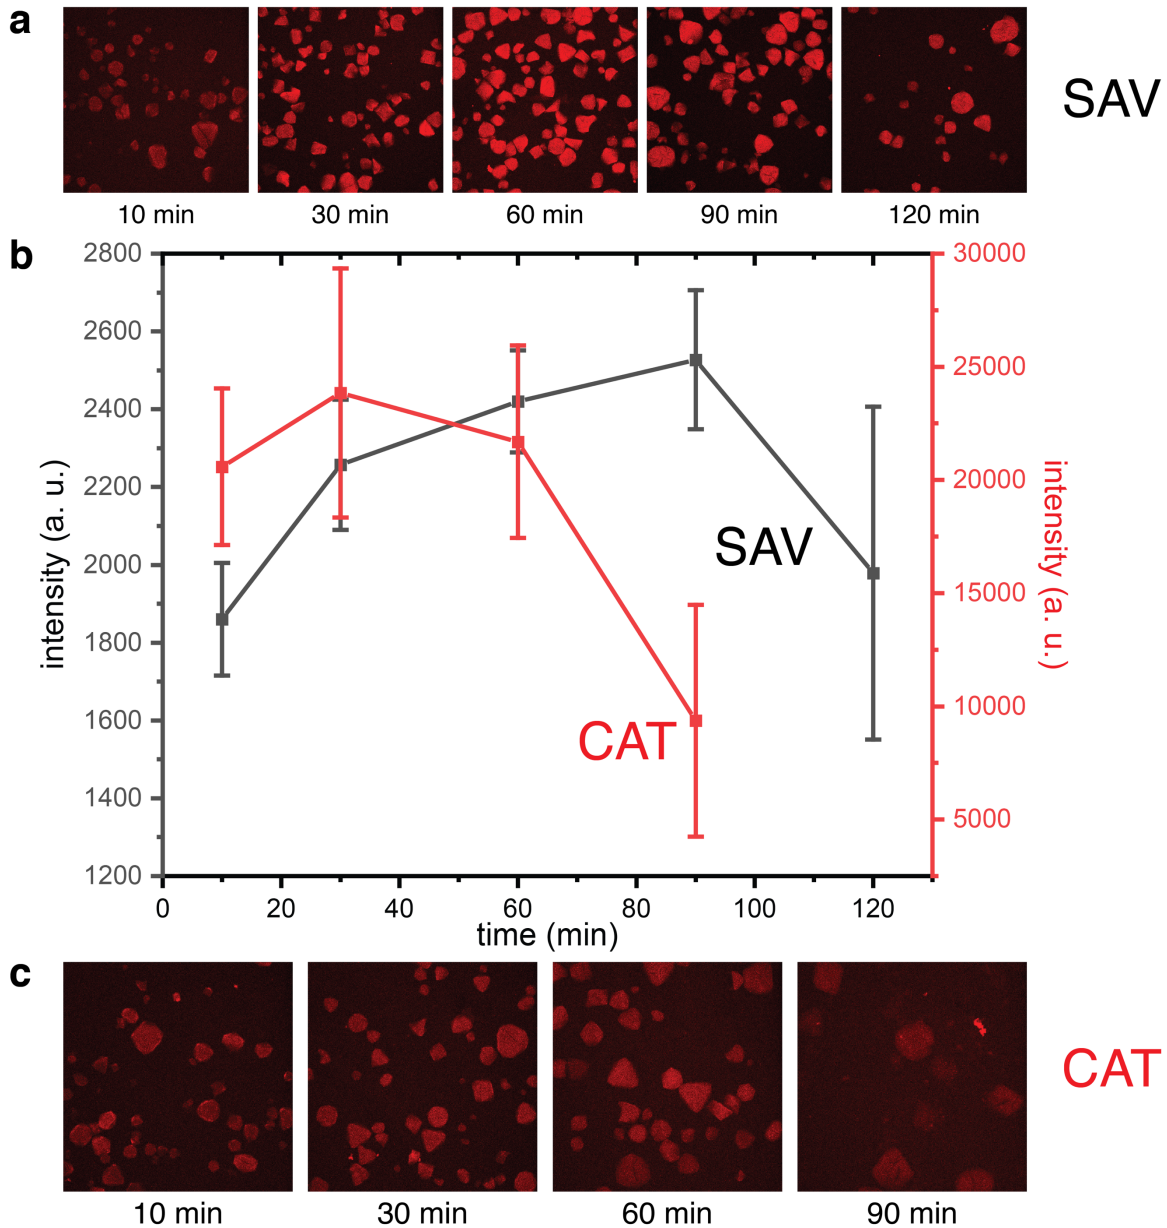 a
SAV
10 min
30 min
60 min
90 min
120 min
b
2800
2600
2400
2200
2000
1800
1600
1400
1200
intensity (a. u.)
30000
25000
20000
15000
10000
5000
intensity (a. u.)
SAV
CAT
0
20
40
60
80
100
120
time (min)
c
CAT
10 min
30 min
60 min
90 min